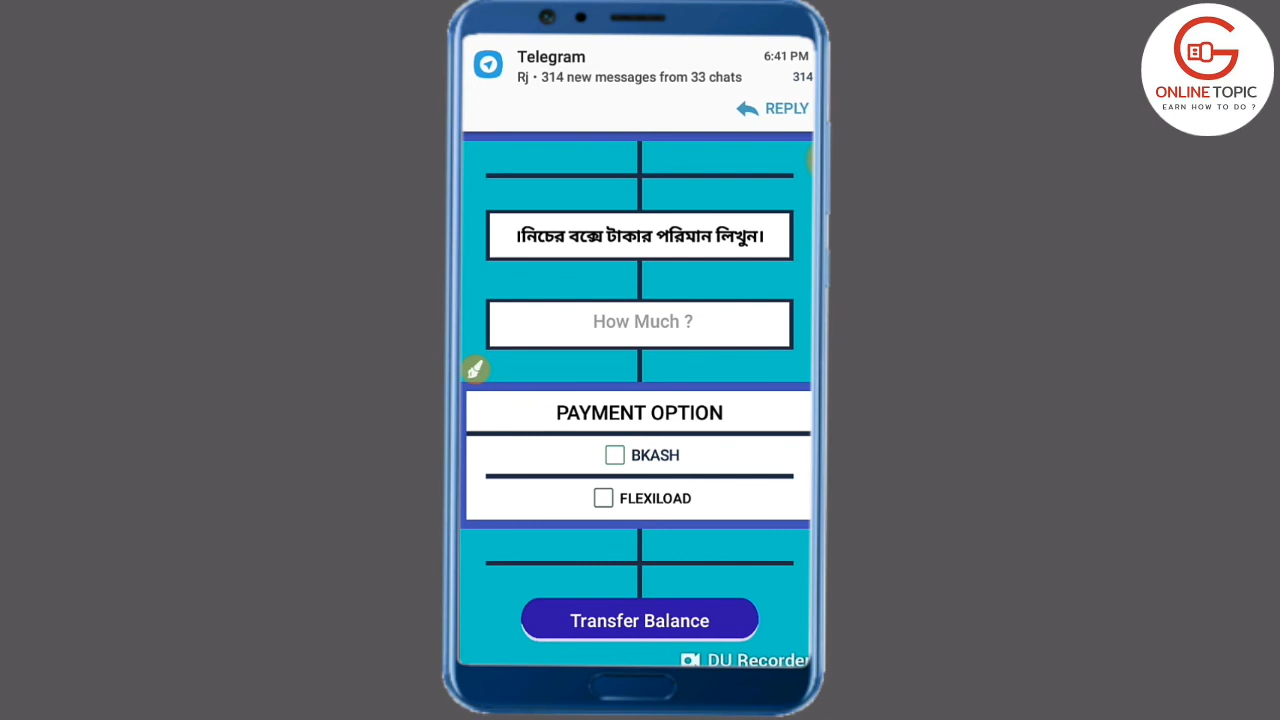 Telegram
6:41 PM
Rj • 314 new messages from 33 chats
314
REPLY
।নিচের বক্সে টাকার পরিমান লিখুন।
How Much ?
PAYMENT OPTION
BKASH
FLEXILOAD
Transfer Balance
DU Recorder
G
ONLINE TOPIC
EARN HOW TO DO ?